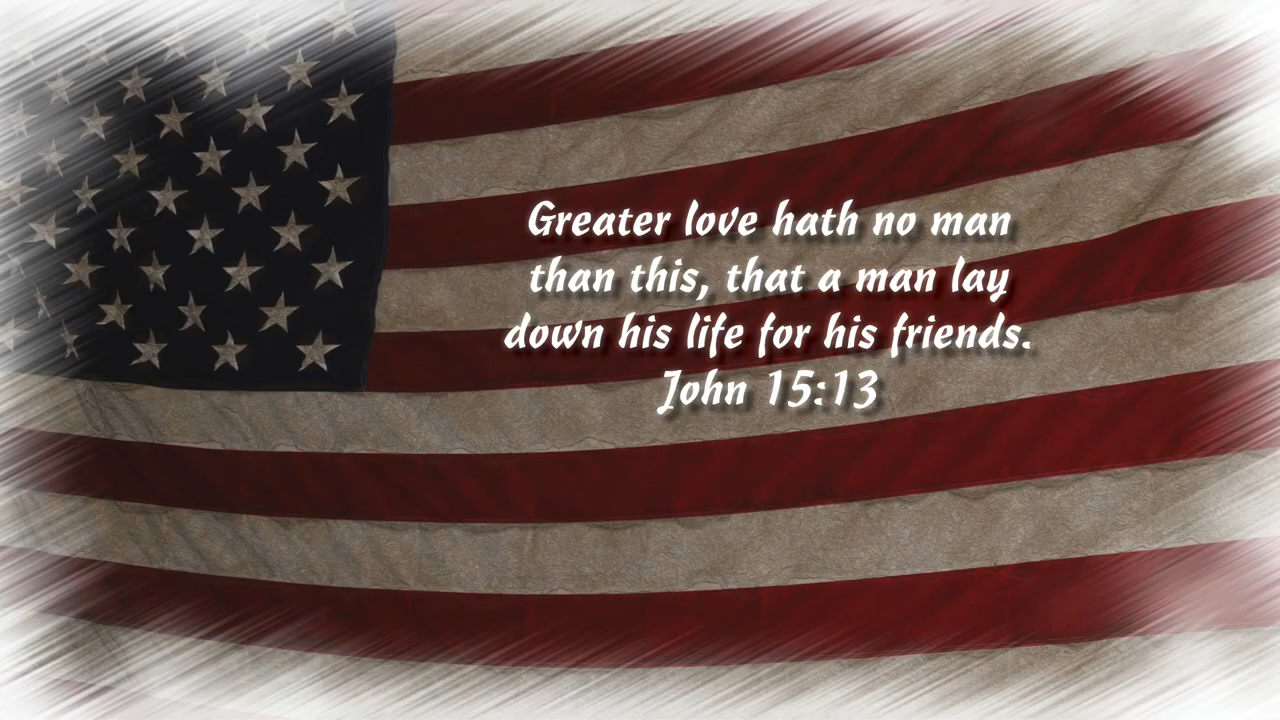 Greater love hath no man
than this, that a man lay
down his life for his friends.
John 15:13